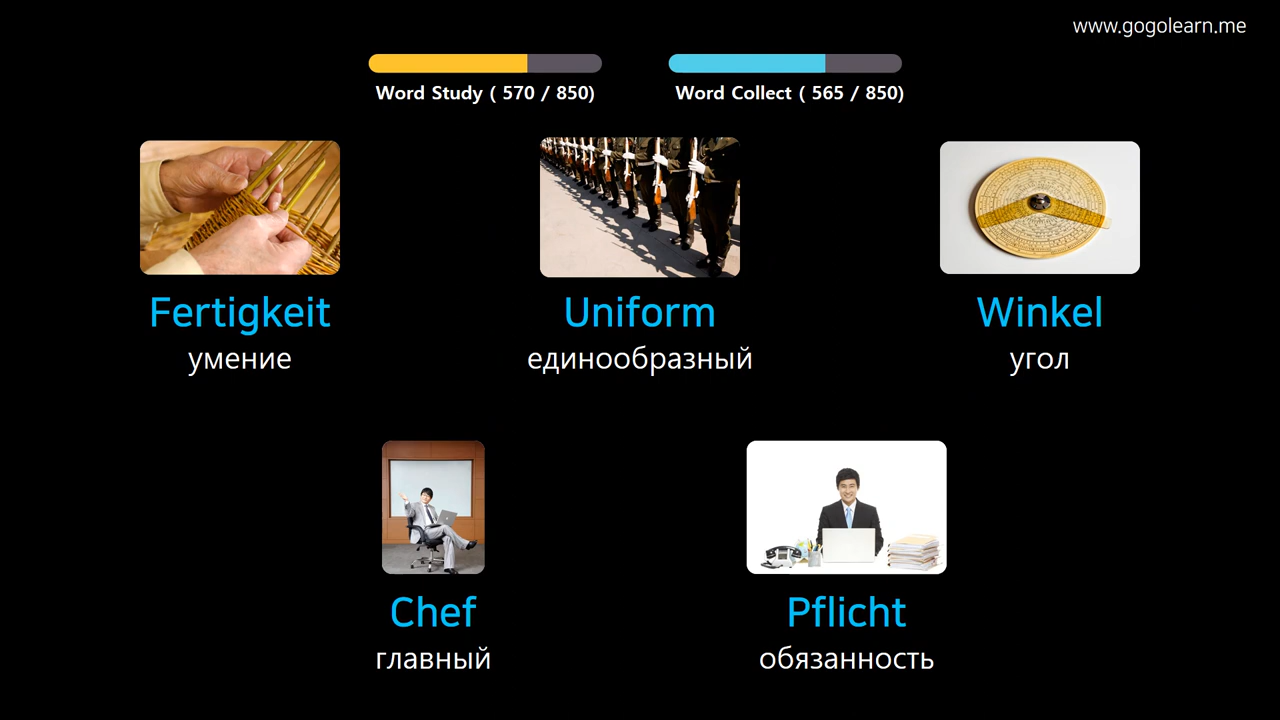 www.gogolearn.me
Word Study ( 570 / 850)
Word Collect ( 565 / 850)
Fertigkeit
умение
Uniform
единообразный
Winkel
угол
Chef
главный
Pflicht
обязанность